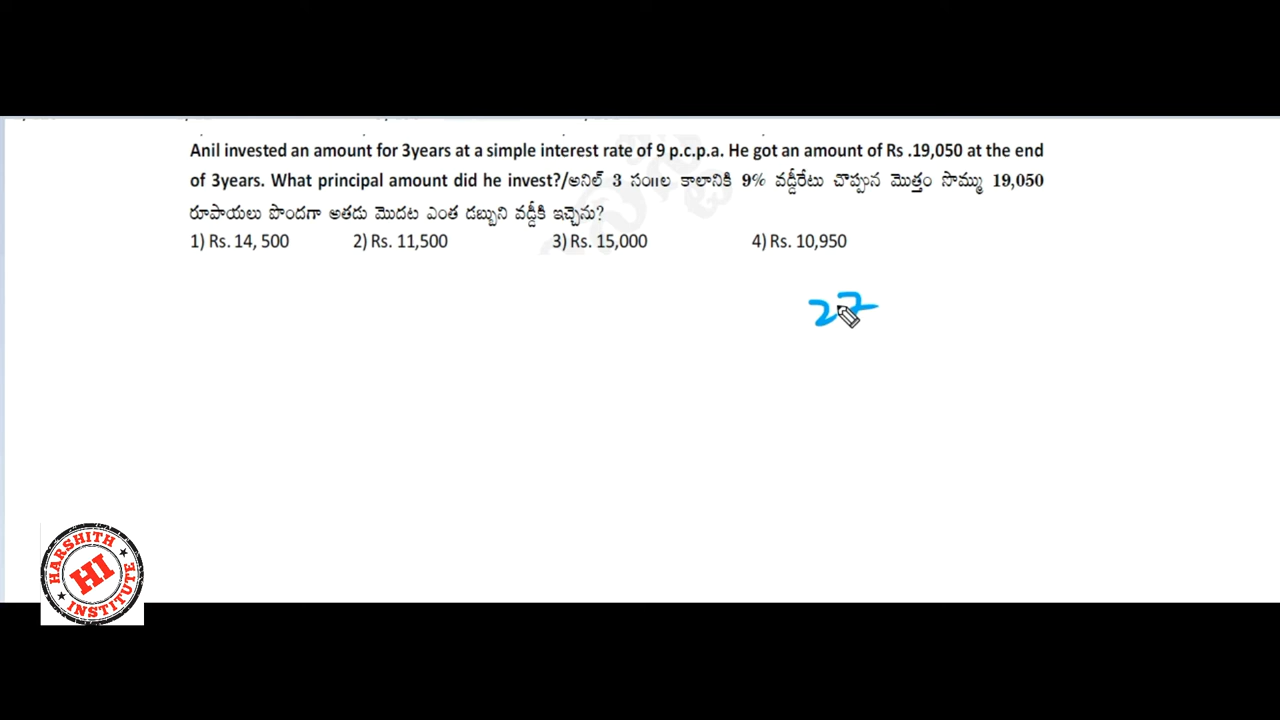 Anil invested an amount for 3years at a simple interest rate of 9 p.c.p.a. He got an amount of Rs .19,050 at the end
of 3years. What principal amount did he invest?/అనిల్ 3 సం॥ల కాలానికి 9% వడ్డీరేటు చొప్పున మొత్తం సొమ్ము 19,050
రూపాయలు పొందగా అతడు మొదట ఎంత డబ్బుని వడ్డీకి ఇచ్చెను?
1) Rs. 14, 500 2) Rs. 11,500 3) Rs. 15,000 4) Rs. 10,950
27
HARSHITH
HI
INSTITUTE